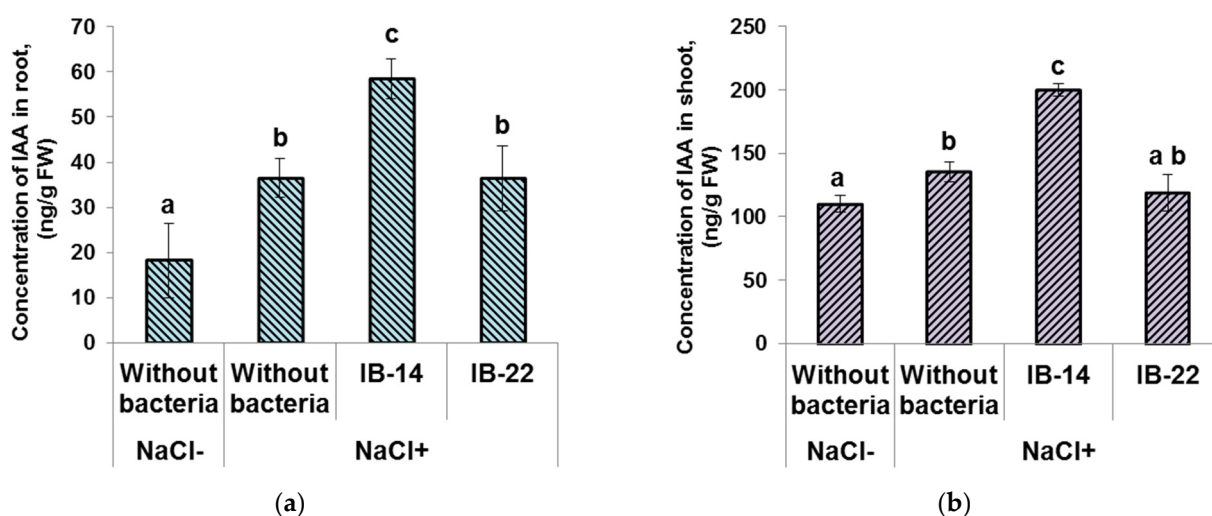 Concentration of IAA in root,
(ng/g FW)
70
60
50
40
30
20
10
0
a
b
c
b
Without
bacteria
Without
bacteria
IB-14
IB-22
NaCl-
NaCl+
(a)
Concentration of IAA in shoot,
(ng/g FW)
250
200
150
100
50
0
a
b
c
a b
Without
bacteria
Without
bacteria
IB-14
IB-22
NaCl-
NaCl+
(b)